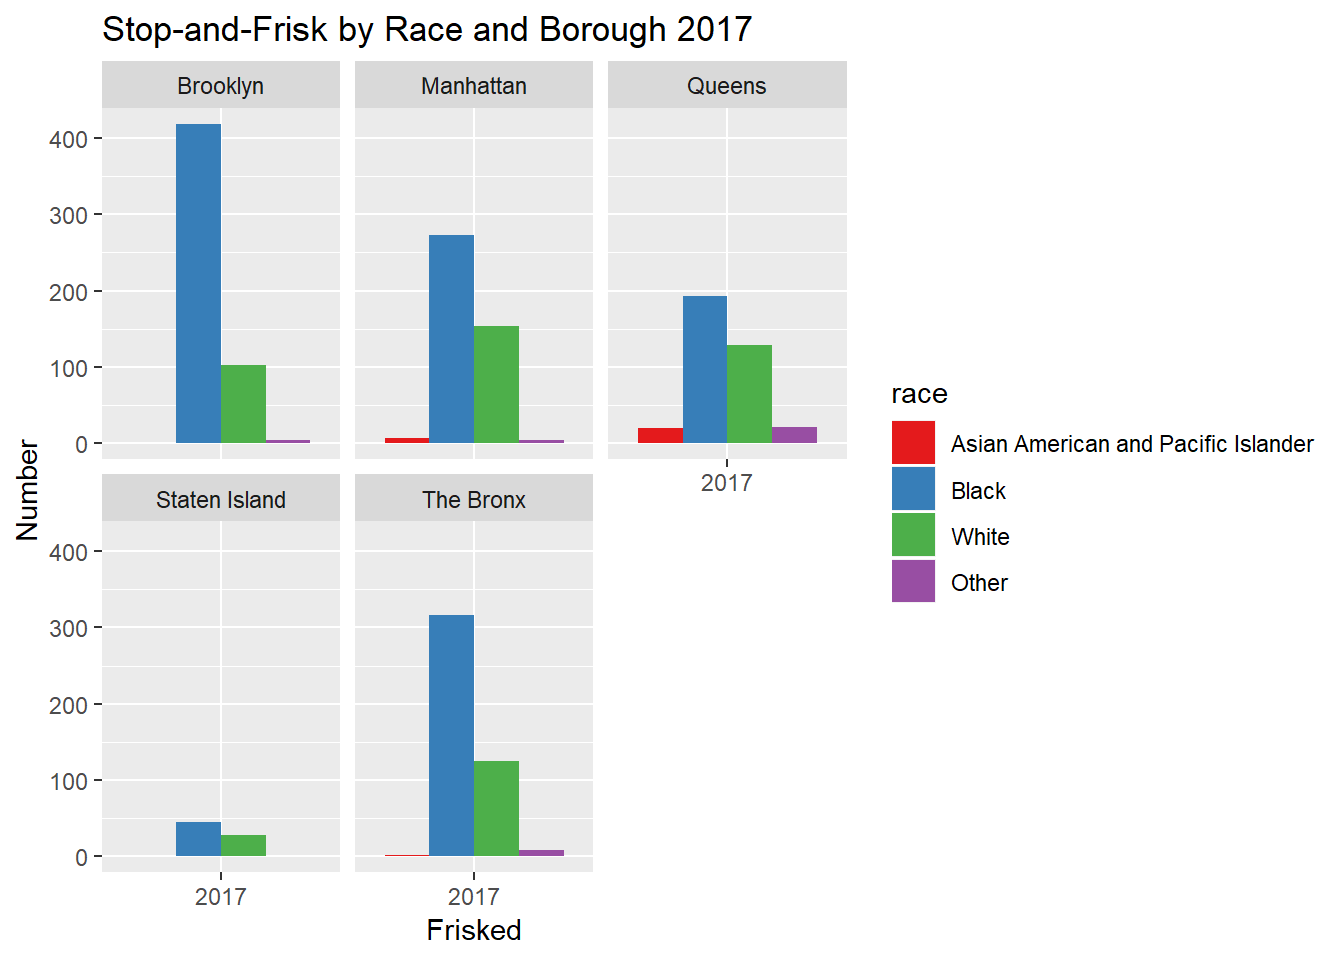 Stop-and-Frisk by Race and Borough 2017
Brooklyn
Manhattan
Queens
400
300
200
100
0
2017
Staten Island
The Bronx
400
300
200
100
0
2017
2017
Number
Frisked
race
Asian American and Pacific Islander
Black
White
Other